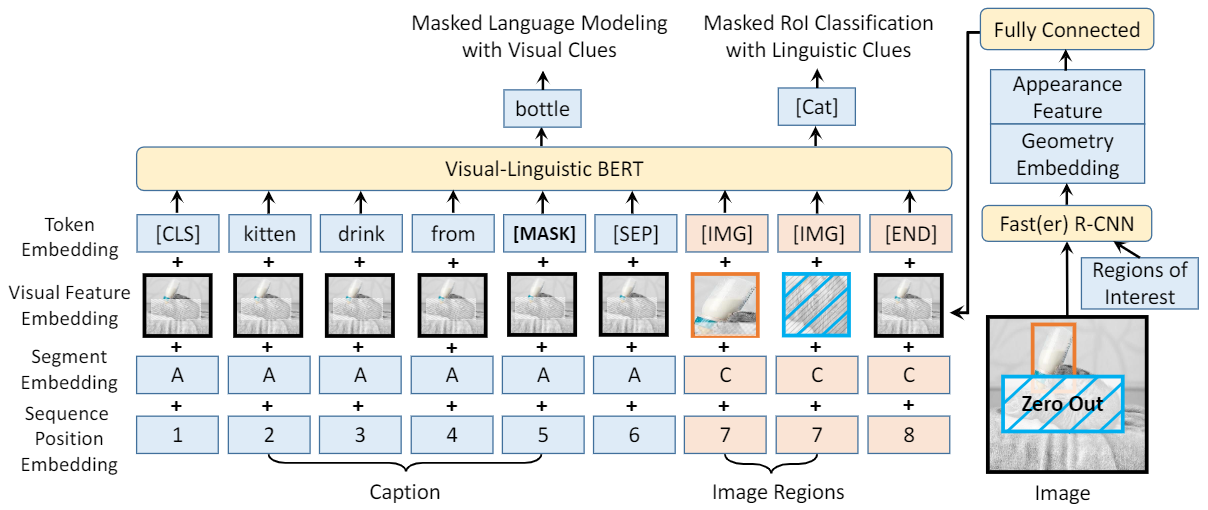 Masked Language Modeling
with Visual Clues
Masked RoI Classification
with Linguistic Clues
Fully Connected
bottle
[Cat]
Appearance
Feature
Geometry
Embedding
Visual-Linguistic BERT
Fast(er) R-CNN
Regions of
Interest
Token
Embedding
[CLS] kitten drink from [MASK] [SEP] [IMG] [IMG] [END]
+ + + + + + + + +
Visual Feature
Embedding
+ + + + + + + + +
Segment
Embedding
A A A A A A C C C
+ + + + + + + + +
Sequence
Position
Embedding
1 2 3 4 5 6 7 7 8
Caption
Image Regions
Zero Out
Image